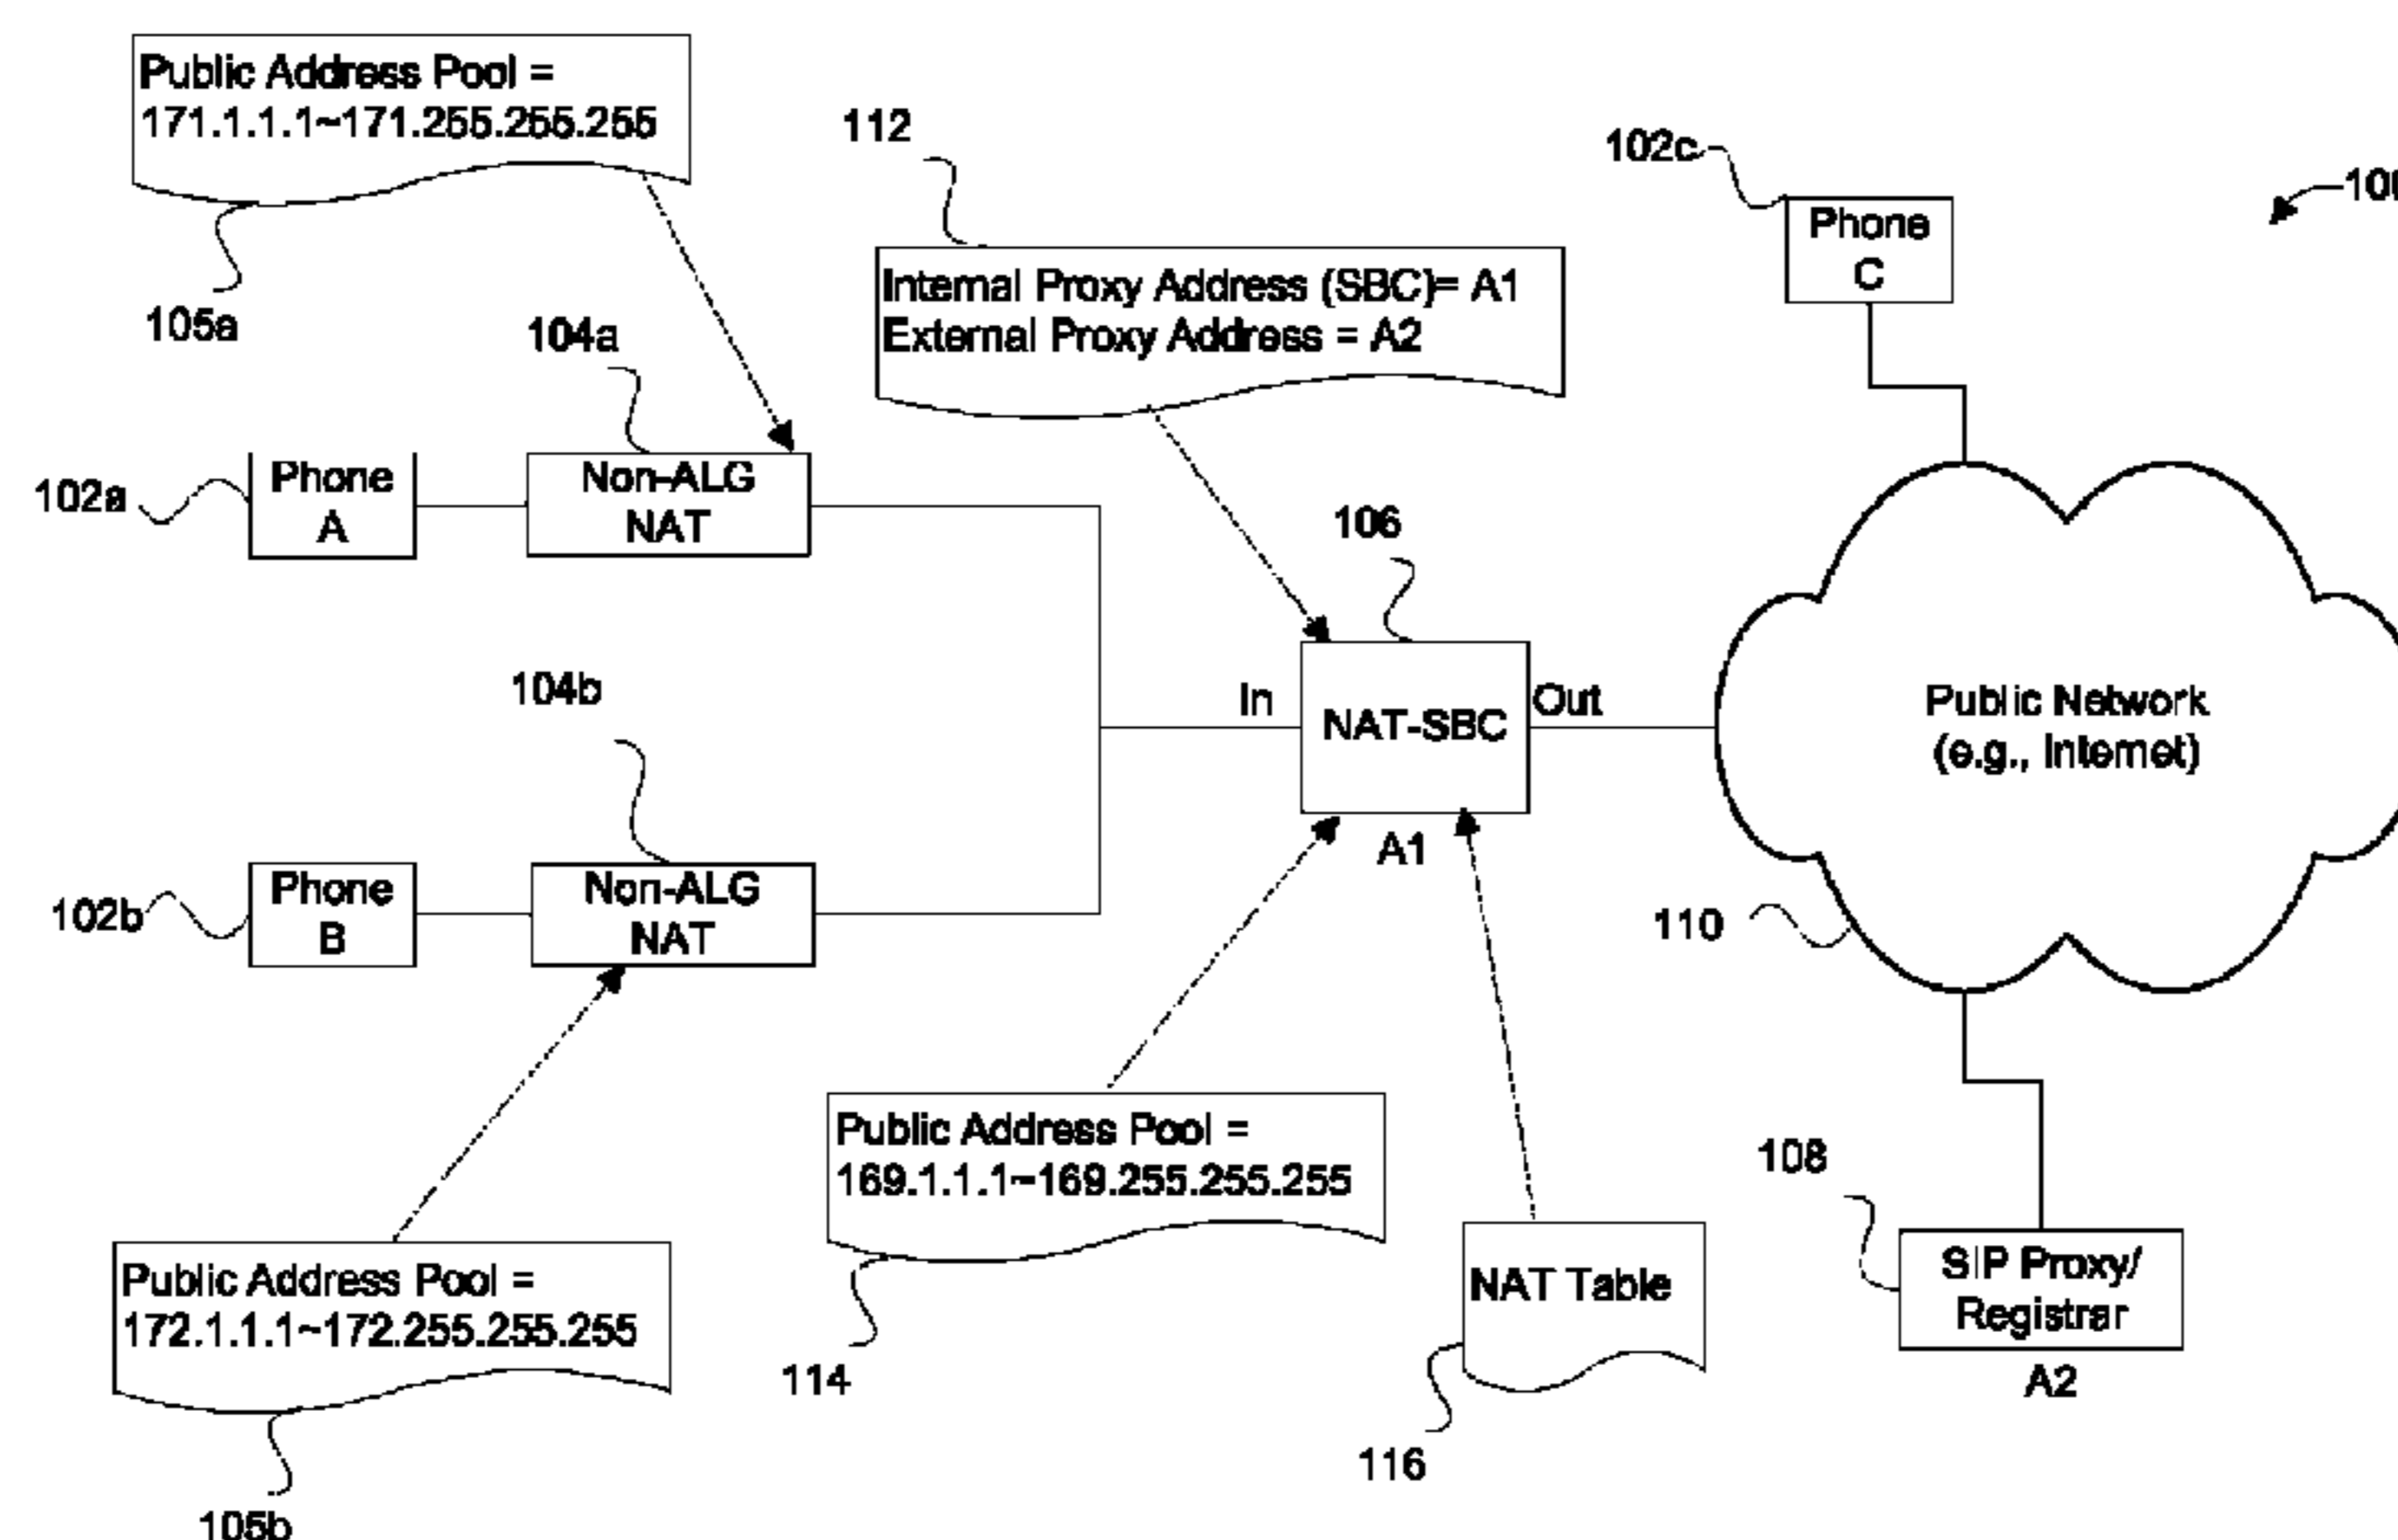 Public Address Pool =
171.1.1.1~171.255.255.255
105a
112
102c
Phone
C
Internal Proxy Address (SBC)= A1
External Proxy Address = A2
104a
102a
Phone
A
Non-ALG
NAT
106
In
NAT-SBC
Out
A1
Public Network
(e.g., Internet)
110
104b
102b
Phone
B
Non-ALG
NAT
Public Address Pool =
172.1.1.1~172.255.255.255
105b
Public Address Pool =
169.1.1.1~169.255.255.255
114
NAT Table
116
108
SIP Proxy/
Registrar
A2